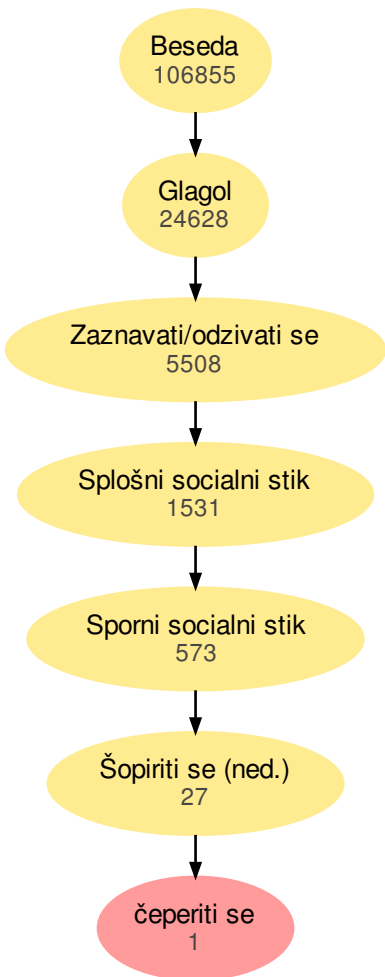 Beseda
106855
Glagol
24628
Zaznavati/odzivati se
5508
Splošni socialni stik
1531
Sporni socialni stik
573
Šopiriti se (ned.)
27
čeperiti se
1